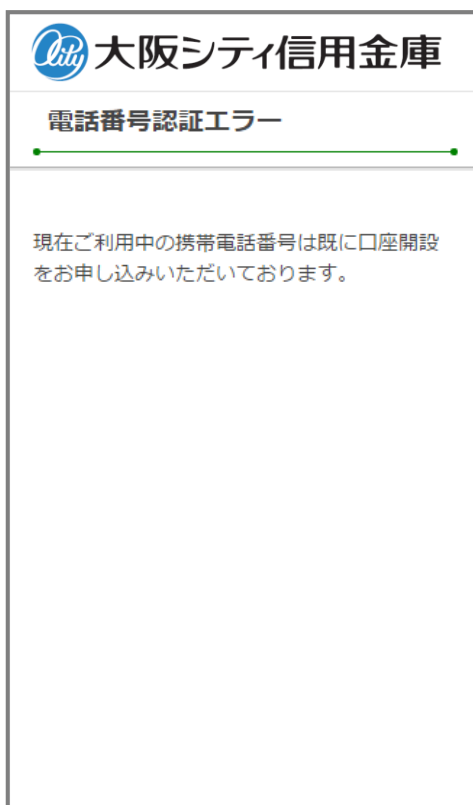 City 大阪シティ信用金庫
電話番号認証エラー
現在ご利用中の携帯電話番号は既に口座開設
をお申し込みいただいております。